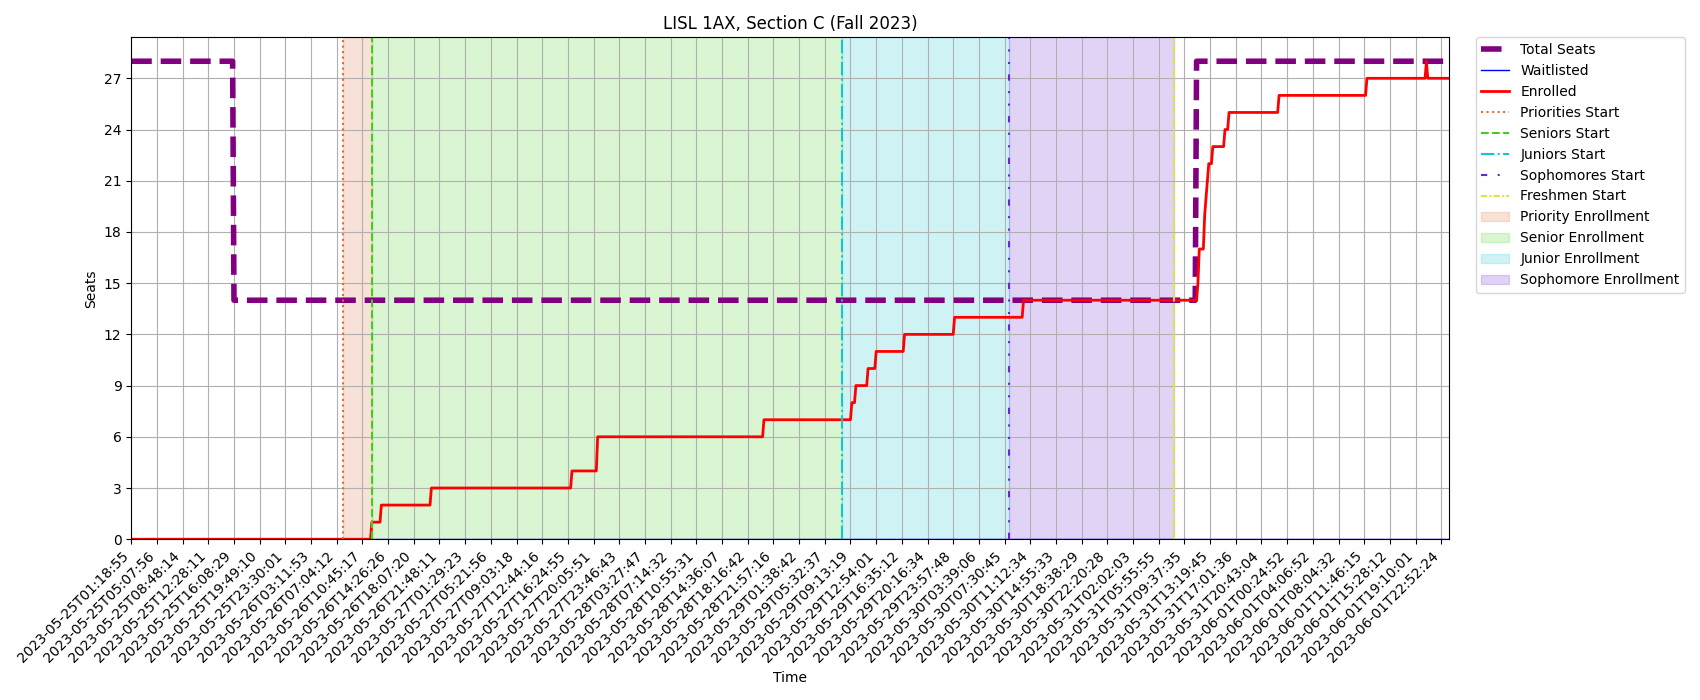 LISL 1AX, Section C (Fall 2023)
Seats
27
24
21
18
15
12
9
6
3
0
2023-05-25T01:18:55
2023-05-25T05:07:56
2023-05-25T08:48:14
2023-05-25T12:28:11
2023-05-25T16:08:29
2023-05-25T19:49:10
2023-05-25T23:30:01
2023-05-26T03:11:53
2023-05-26T07:04:12
2023-05-26T10:45:17
2023-05-26T14:26:26
2023-05-26T18:07:20
2023-05-26T21:48:11
2023-05-27T01:29:23
2023-05-27T05:21:56
2023-05-27T09:03:18
2023-05-27T12:44:16
2023-05-27T16:24:55
2023-05-27T20:05:51
2023-05-27T23:46:43
2023-05-28T03:27:47
2023-05-28T07:14:32
2023-05-28T10:55:31
2023-05-28T14:36:07
2023-05-28T18:16:42
2023-05-28T21:57:16
2023-05-29T01:38:42
2023-05-29T05:32:37
2023-05-29T09:13:19
2023-05-29T12:54:01
2023-05-29T16:35:12
2023-05-29T20:16:34
2023-05-29T23:57:48
2023-05-30T03:39:06
2023-05-30T07:30:45
2023-05-30T11:12:34
2023-05-30T14:55:33
2023-05-30T18:38:29
2023-05-30T22:20:28
2023-05-31T02:02:03
2023-05-31T05:55:55
2023-05-31T09:37:35
2023-05-31T13:19:45
2023-05-31T17:01:36
2023-05-31T20:43:04
2023-06-01T00:24:52
2023-06-01T04:06:52
2023-06-01T08:04:32
2023-06-01T11:46:15
2023-06-01T15:28:12
2023-06-01T19:10:01
2023-06-01T22:52:24
Time
Total Seats
Waitlisted
Enrolled
Priorities Start
Seniors Start
Juniors Start
Sophomores Start
Freshmen Start
Priority Enrollment
Senior Enrollment
Junior Enrollment
Sophomore Enrollment